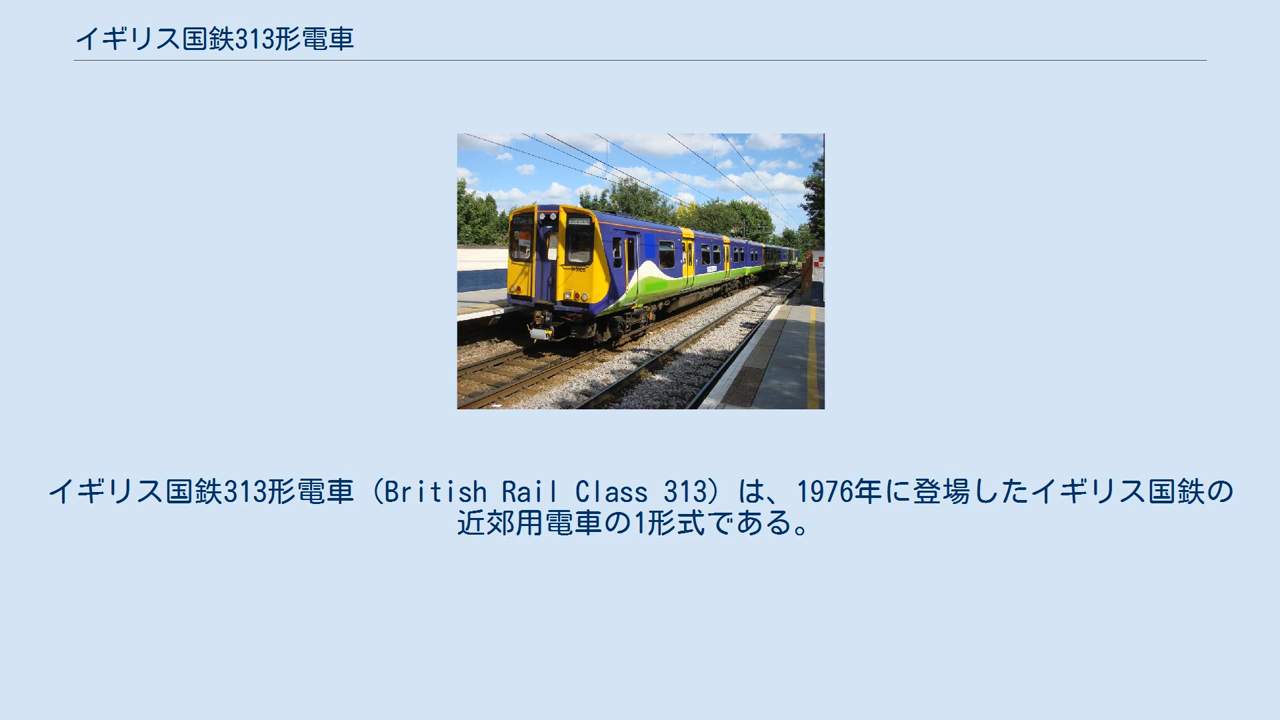 イギリス国鉄313形電車
イギリス国鉄313形電車（British Rail Class 313）は、1976年に登場したイギリス国鉄の
近郊用電車の1形式である。